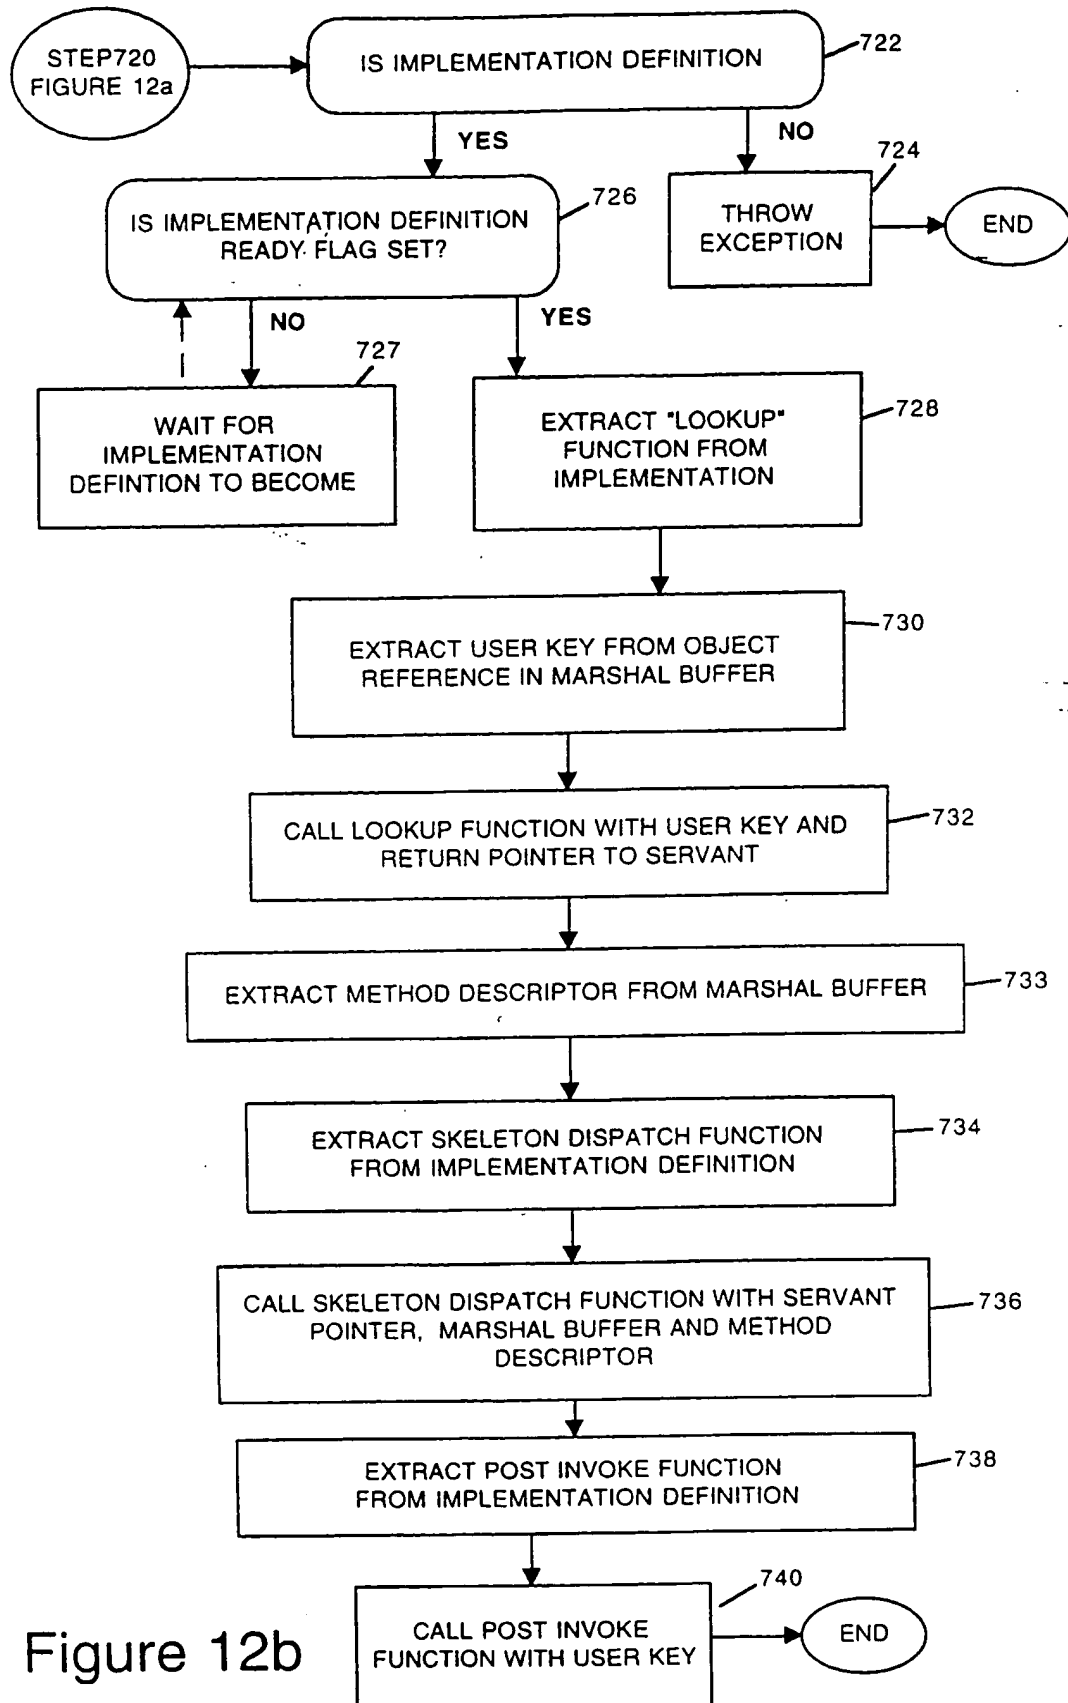 STEP720
FIGURE 12a
IS IMPLEMENTATION DEFINITION
722
YES
NO
724
THROW
EXCEPTION
END
IS IMPLEMENTATION DEFINITION
READY FLAG SET?
726
NO
YES
727
WAIT FOR
IMPLEMENTATION
DEFINTION TO BECOME
EXTRACT "LOOKUP"
FUNCTION FROM
IMPLEMENTATION
728
EXTRACT USER KEY FROM OBJECT
REFERENCE IN MARSHAL BUFFER
730
CALL LOOKUP FUNCTION WITH USER KEY AND
RETURN POINTER TO SERVANT
732
EXTRACT METHOD DESCRIPTOR FROM MARSHAL BUFFER
733
EXTRACT SKELETON DISPATCH FUNCTION
FROM IMPLEMENTATION DEFINITION
734
CALL SKELETON DISPATCH FUNCTION WITH SERVANT
POINTER, MARSHAL BUFFER AND METHOD
DESCRIPTOR
736
EXTRACT POST INVOKE FUNCTION
FROM IMPLEMENTATION DEFINITION
738
740
CALL POST INVOKE
FUNCTION WITH USER KEY
END
Figure 12b